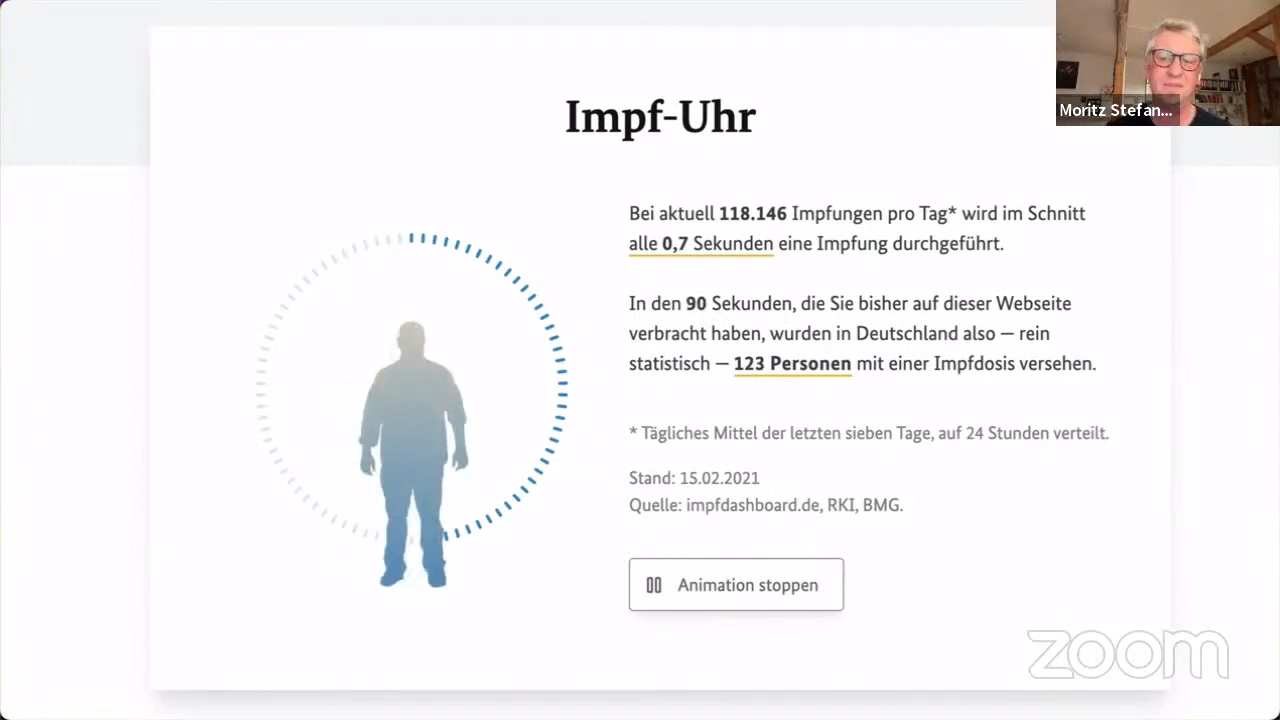 Impf-Uhr
Moritz Stefan...
Bei aktuell 118.146 Impfungen pro Tag* wird im Schnitt
alle 0,7 Sekunden eine Impfung durchgeführt.
In den 90 Sekunden, die Sie bisher auf dieser Webseite
verbracht haben, wurden in Deutschland also — rein
statistisch — 123 Personen mit einer Impfdosis versehen.
* Tägliches Mittel der letzten sieben Tage, auf 24 Stunden verteilt.
Stand: 15.02.2021
Quelle: impfdashboard.de, RKI, BMG.
Animation stoppen
zoom